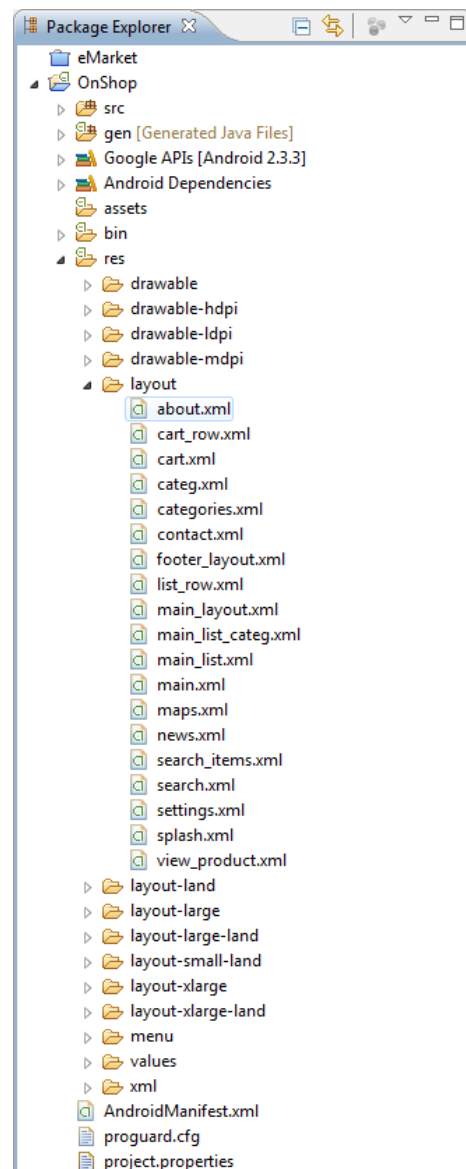 Package Explorer
eMarket
OnShop
src
gen [Generated Java Files]
Google APIs [Android 2.3.3]
Android Dependencies
assets
bin
res
drawable
drawable-hdpi
drawable-ldpi
drawable-mdpi
layout
about.xml
cart_row.xml
cart.xml
categ.xml
categories.xml
contact.xml
footer_layout.xml
list_row.xml
main_layout.xml
main_list_categ.xml
main_list.xml
main.xml
maps.xml
news.xml
search_items.xml
search.xml
settings.xml
splash.xml
view_product.xml
layout-land
layout-large
layout-large-land
layout-small-land
layout-xlarge
layout-xlarge-land
menu
values
xml
AndroidManifest.xml
proguard.cfg
project.properties